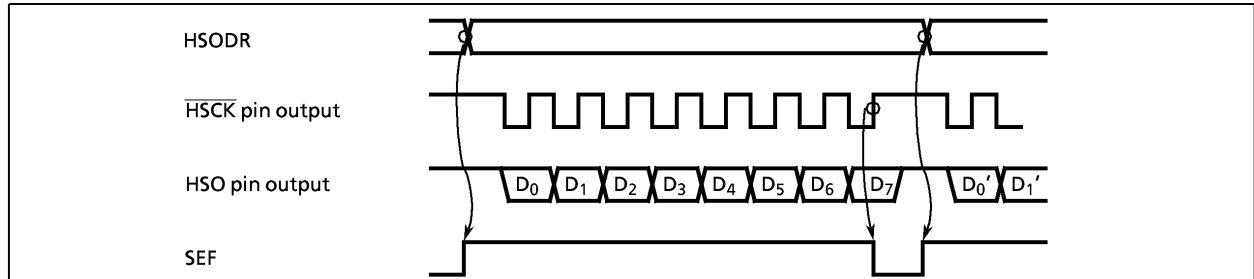 HSODR
HSCK pin output
HSO pin output
D0 D1 D2 D3 D4 D5 D6 D7 D0' D1'
SEF